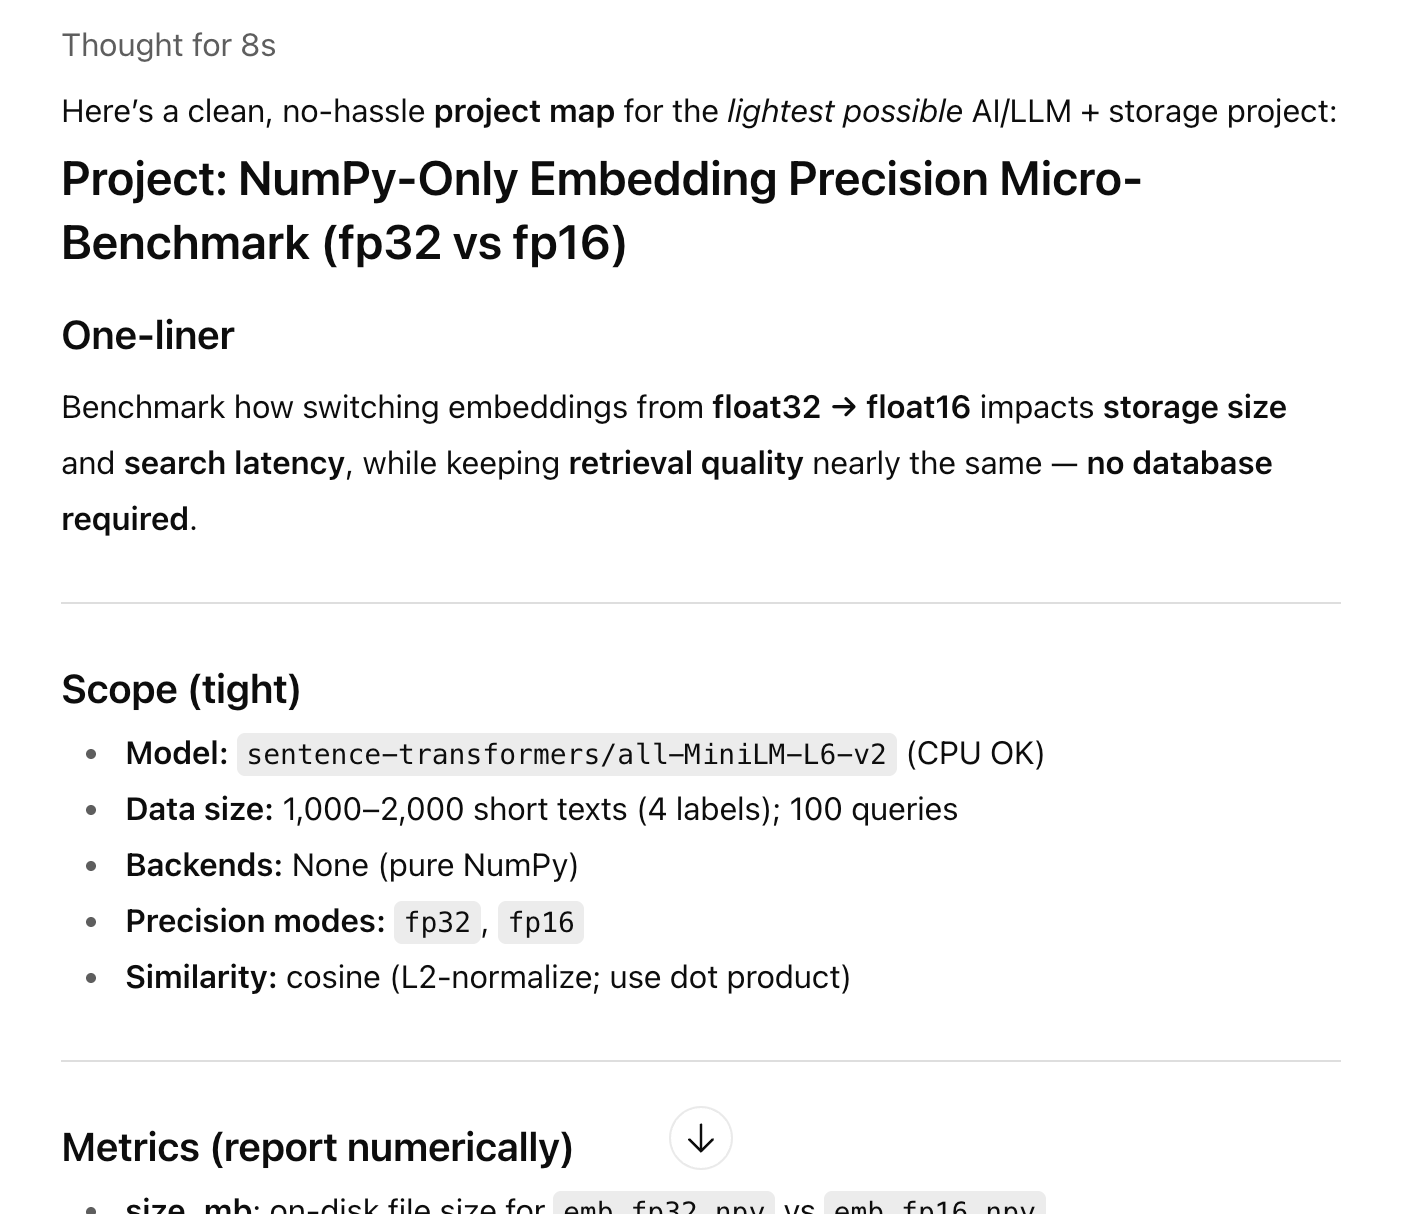 Thought for 8s
Here’s a clean, no-hassle project map for the lightest possible AI/LLM + storage project:
Project: NumPy-Only Embedding Precision Micro-
Benchmark (fp32 vs fp16)
One-liner
Benchmark how switching embeddings from float32 → float16 impacts storage size
and search latency, while keeping retrieval quality nearly the same — no database
required.
Scope (tight)
• Model: sentence-transformers/all-MiniLM-L6-v2 (CPU OK)
• Data size: 1,000–2,000 short texts (4 labels); 100 queries
• Backends: None (pure NumPy)
• Precision modes: fp32, fp16
• Similarity: cosine (L2-normalize; use dot product)
Metrics (report numerically)
• size_mb: on-disk file size for emb_fp32.npy vs emb_fp16.npy